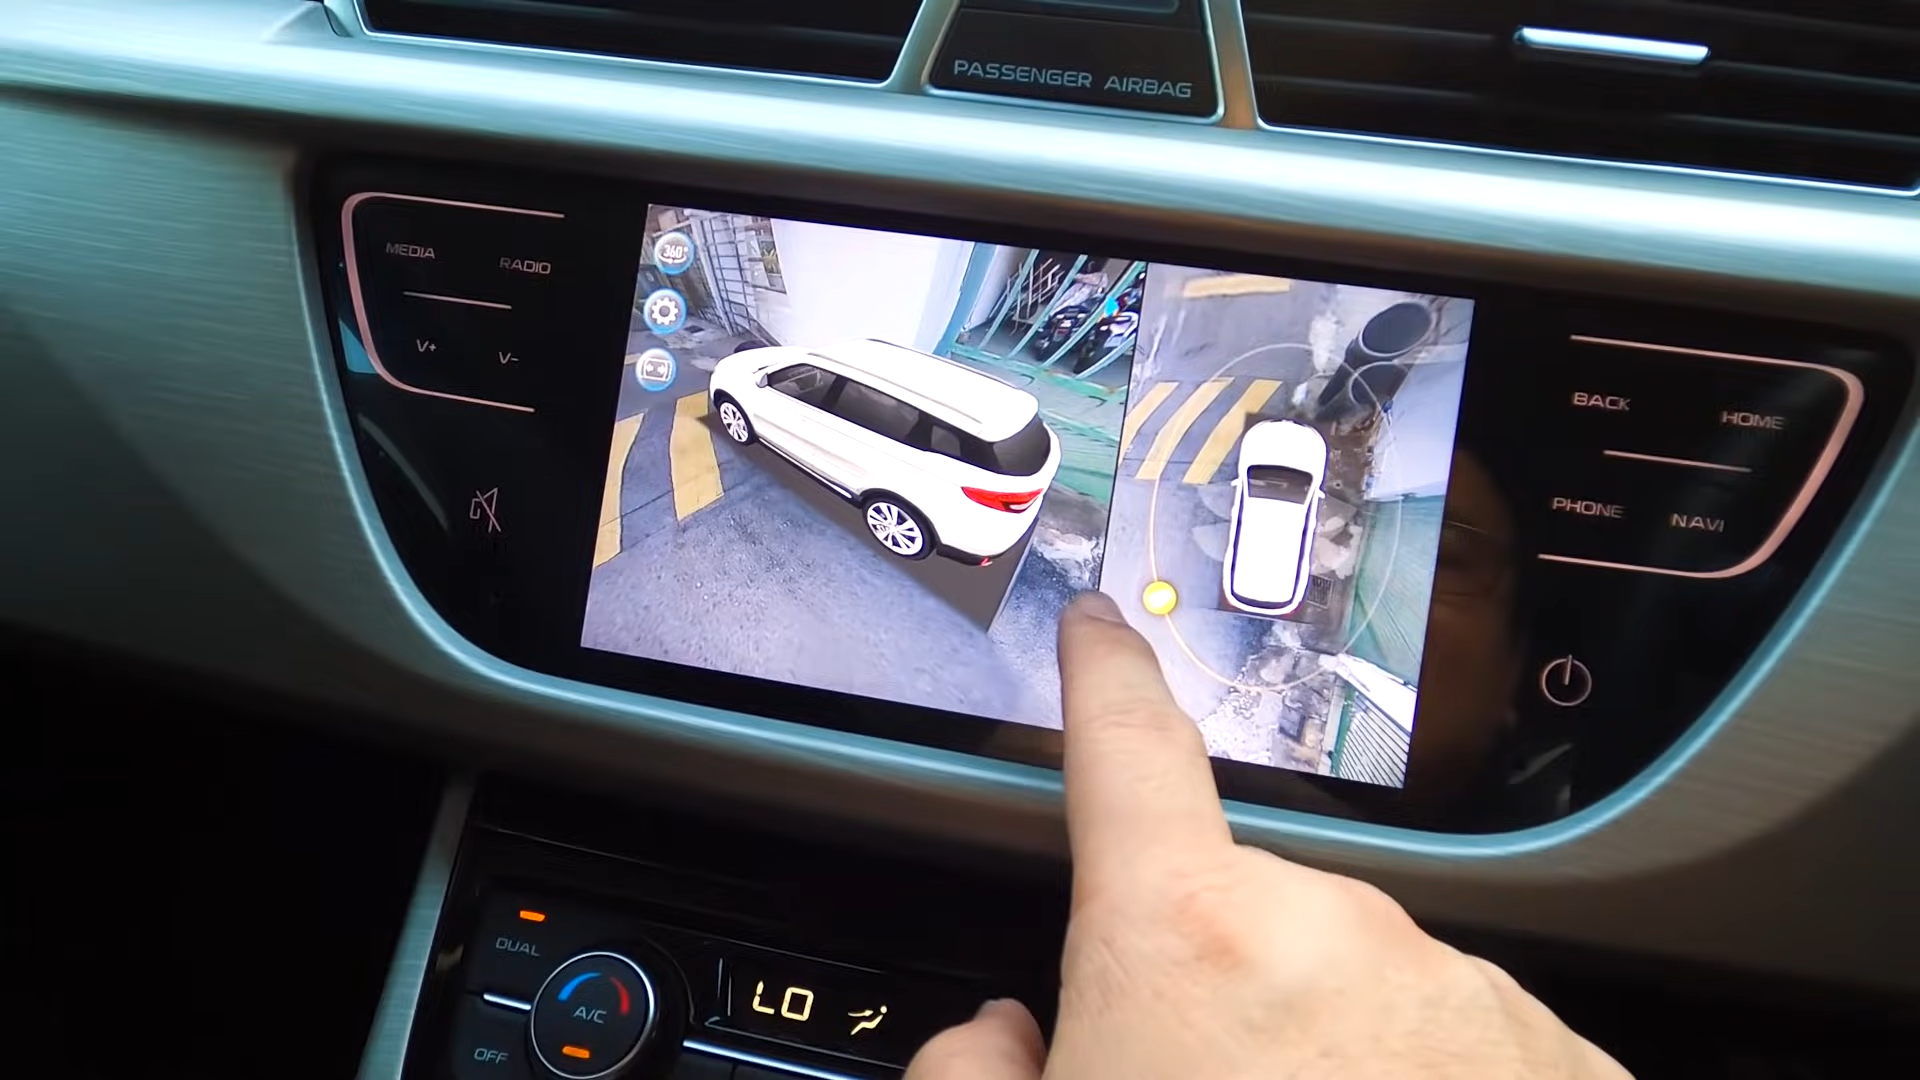 PASSENGER AIRBAG
MEDIA
RADIO
V+
V-
360°
BACK
HOME
PHONE
NAVI
DUAL
A/C
OFF
LO